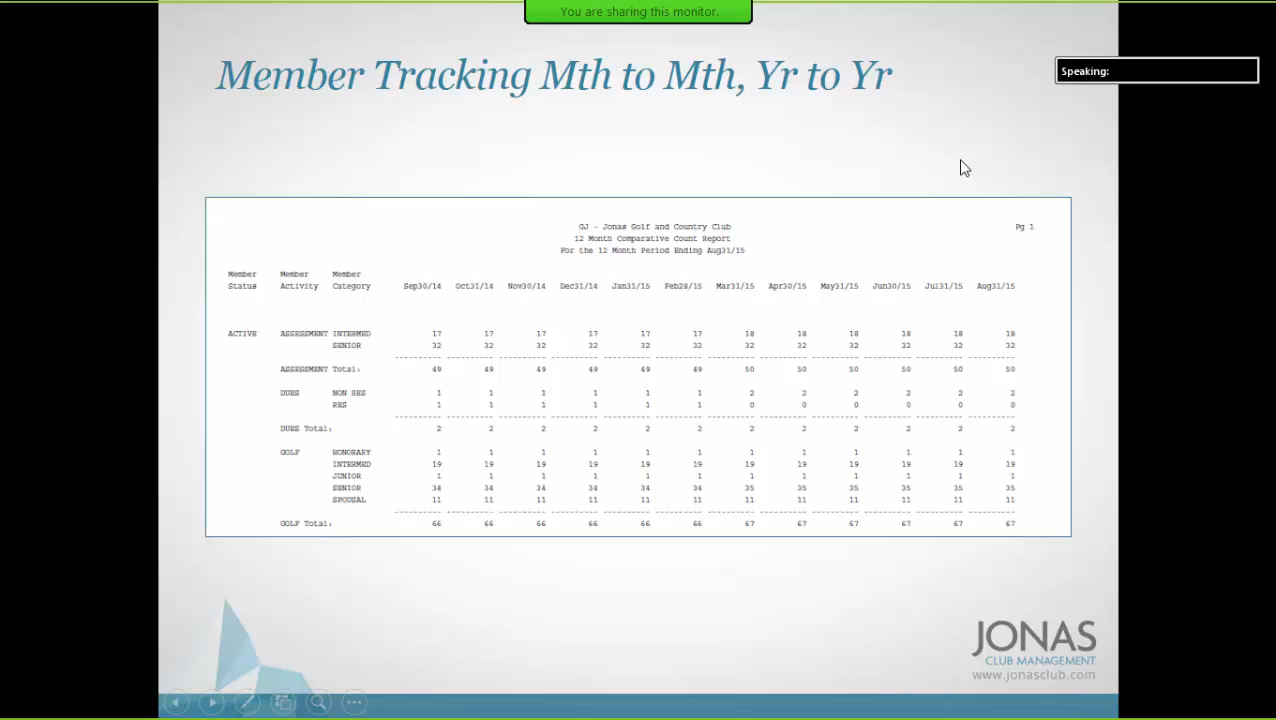 You are sharing this monitor.
Member Tracking Mth to Mth, Yr to Yr
Speaking:
GJ - Jonas Golf and Country Club Pg 1
12 Month Comparative Count Report
For the 12 Month Period Ending Aug31/15
Member Member Member
Status Activity Category Sep30/14 Oct31/14 Nov30/14 Dec31/14 Jan31/15 Feb28/15 Mar31/15 Apr30/15 May31/15 Jun30/15 Jul31/15 Aug31/15
ACTIVE ASSESSMENT INTERMED 17 17 17 17 17 17 18 18 18 18 18 18
SENIOR 32 32 32 32 32 32 32 32 32 32 32 32
ASSESSMENT Total: 49 49 49 49 49 49 50 50 50 50 50 50
DUES NON RES 1 1 1 1 1 1 2 2 2 2 2 2
RES 1 1 1 1 1 1 0 0 0 0 0 0
DUES Total: 2 2 2 2 2 2 2 2 2 2 2 2
GOLF HONORARY 1 1 1 1 1 1 1 1 1 1 1 1
INTERMED 19 19 19 19 19 19 19 19 19 19 19 19
JUNIOR 1 1 1 1 1 1 1 1 1 1 1 1
SENIOR 34 34 34 34 34 34 35 35 35 35 35 35
SPOUSAL 11 11 11 11 11 11 11 11 11 11 11 11
GOLF Total: 66 66 66 66 66 66 67 67 67 67 67 67
JONAS
CLUB MANAGEMENT
www.jonasclub.com